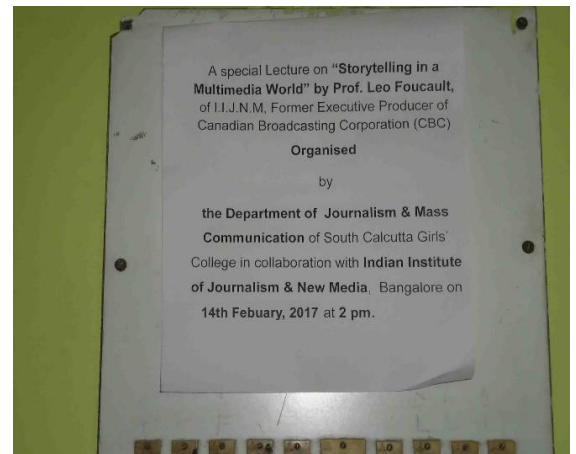 A special Lecture on “Storytelling in a
Multimedia World” by Prof. Leo Foucault,
of I.I.J.N.M, Former Executive Producer of
Canadian Broadcasting Corporation (CBC)
Organised
by
the Department of Journalism & Mass
Communication of South Calcutta Girls’
College in collaboration with Indian Institute
of Journalism & New Media, Bangalore on
14th Febuary, 2017 at 2 pm.